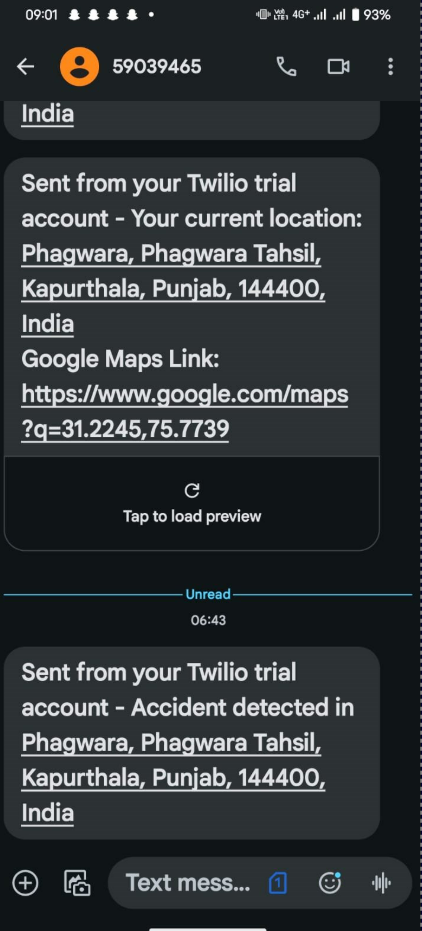 09:01
4G+ 93%
59039465
India
Sent from your Twilio trial
account - Your current location:
Phagwara, Phagwara Tahsil,
Kapurthala, Punjab, 144400,
India
Google Maps Link:
https://www.google.com/maps
?q=31.2245,75.7739
Tap to load preview
Unread
06:43
Sent from your Twilio trial
account - Accident detected in
Phagwara, Phagwara Tahsil,
Kapurthala, Punjab, 144400,
India
Text mess... 1